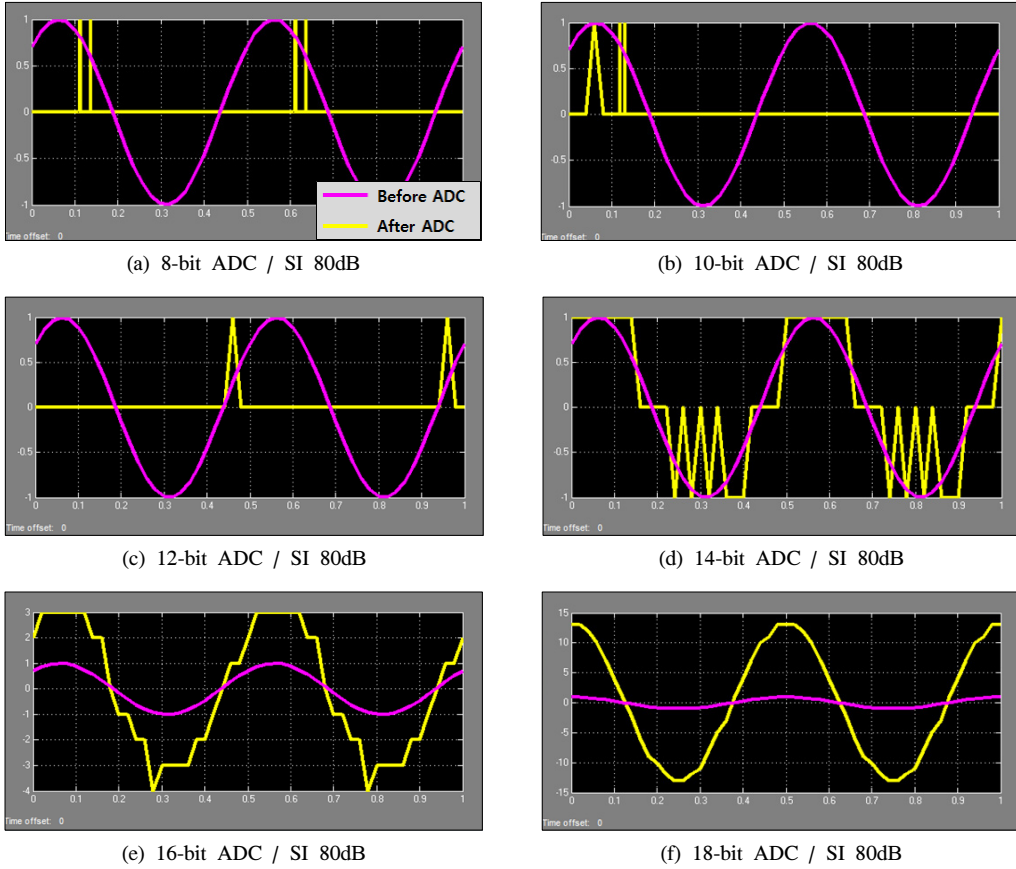 1
0.5
0
-0.5
-1
0 0.1 0.2 0.3 0.4 0.5 0.6 0.7 0.8 0.9 1
Time offset: 0
Before ADC
After ADC
(a) 8-bit ADC / SI 80dB
1
0.5
0
-0.5
-1
0 0.1 0.2 0.3 0.4 0.5 0.6 0.7 0.8 0.9 1
Time offset: 0
(b) 10-bit ADC / SI 80dB
1
0.5
0
-0.5
-1
0 0.1 0.2 0.3 0.4 0.5 0.6 0.7 0.8 0.9 1
Time offset: 0
(c) 12-bit ADC / SI 80dB
1
0.5
0
-0.5
-1
0 0.1 0.2 0.3 0.4 0.5 0.6 0.7 0.8 0.9 1
Time offset: 0
(d) 14-bit ADC / SI 80dB
3
2
1
0
-1
-2
-3
-4
0 0.1 0.2 0.3 0.4 0.5 0.6 0.7 0.8 0.9 1
Time offset: 0
(e) 16-bit ADC / SI 80dB
15
10
5
0
-5
-10
-15
0 0.1 0.2 0.3 0.4 0.5 0.6 0.7 0.8 0.9 1
Time offset: 0
(f) 18-bit ADC / SI 80dB